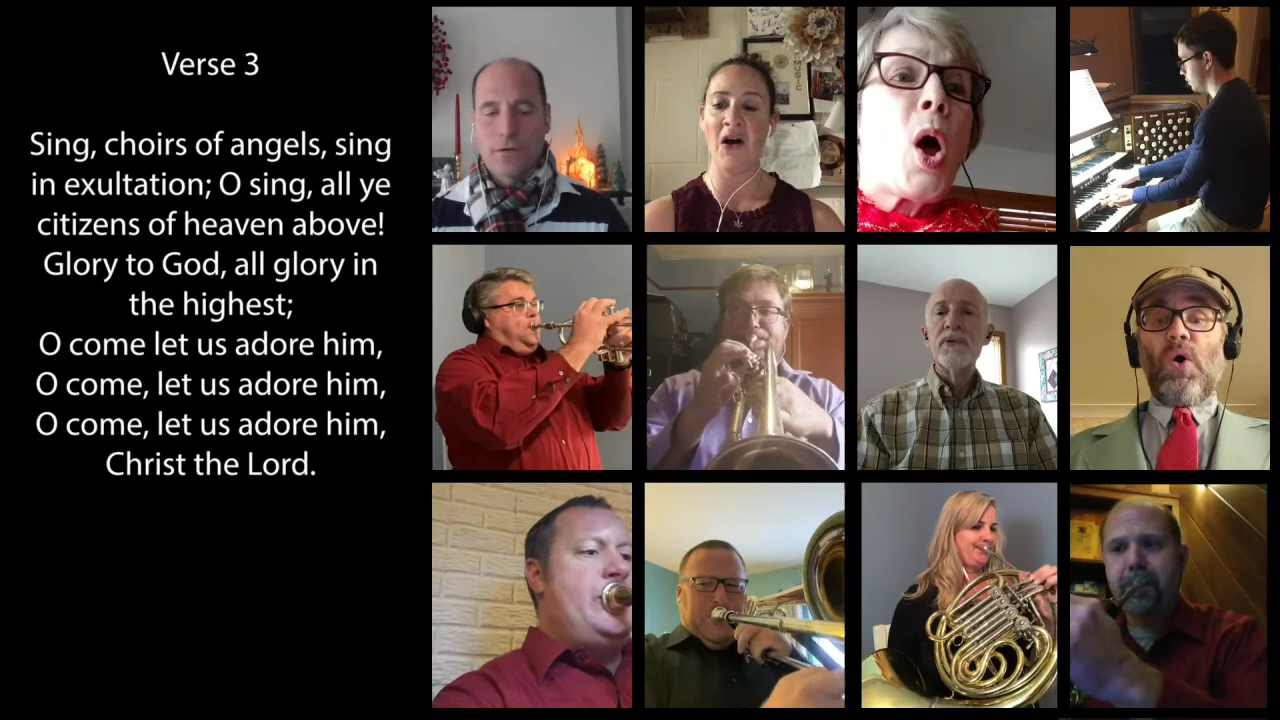 Verse 3
Sing, choirs of angels, sing
in exultation; O sing, all ye
citizens of heaven above!
Glory to God, all glory in
the highest;
O come let us adore him,
O come, let us adore him,
O come, let us adore him,
Christ the Lord.